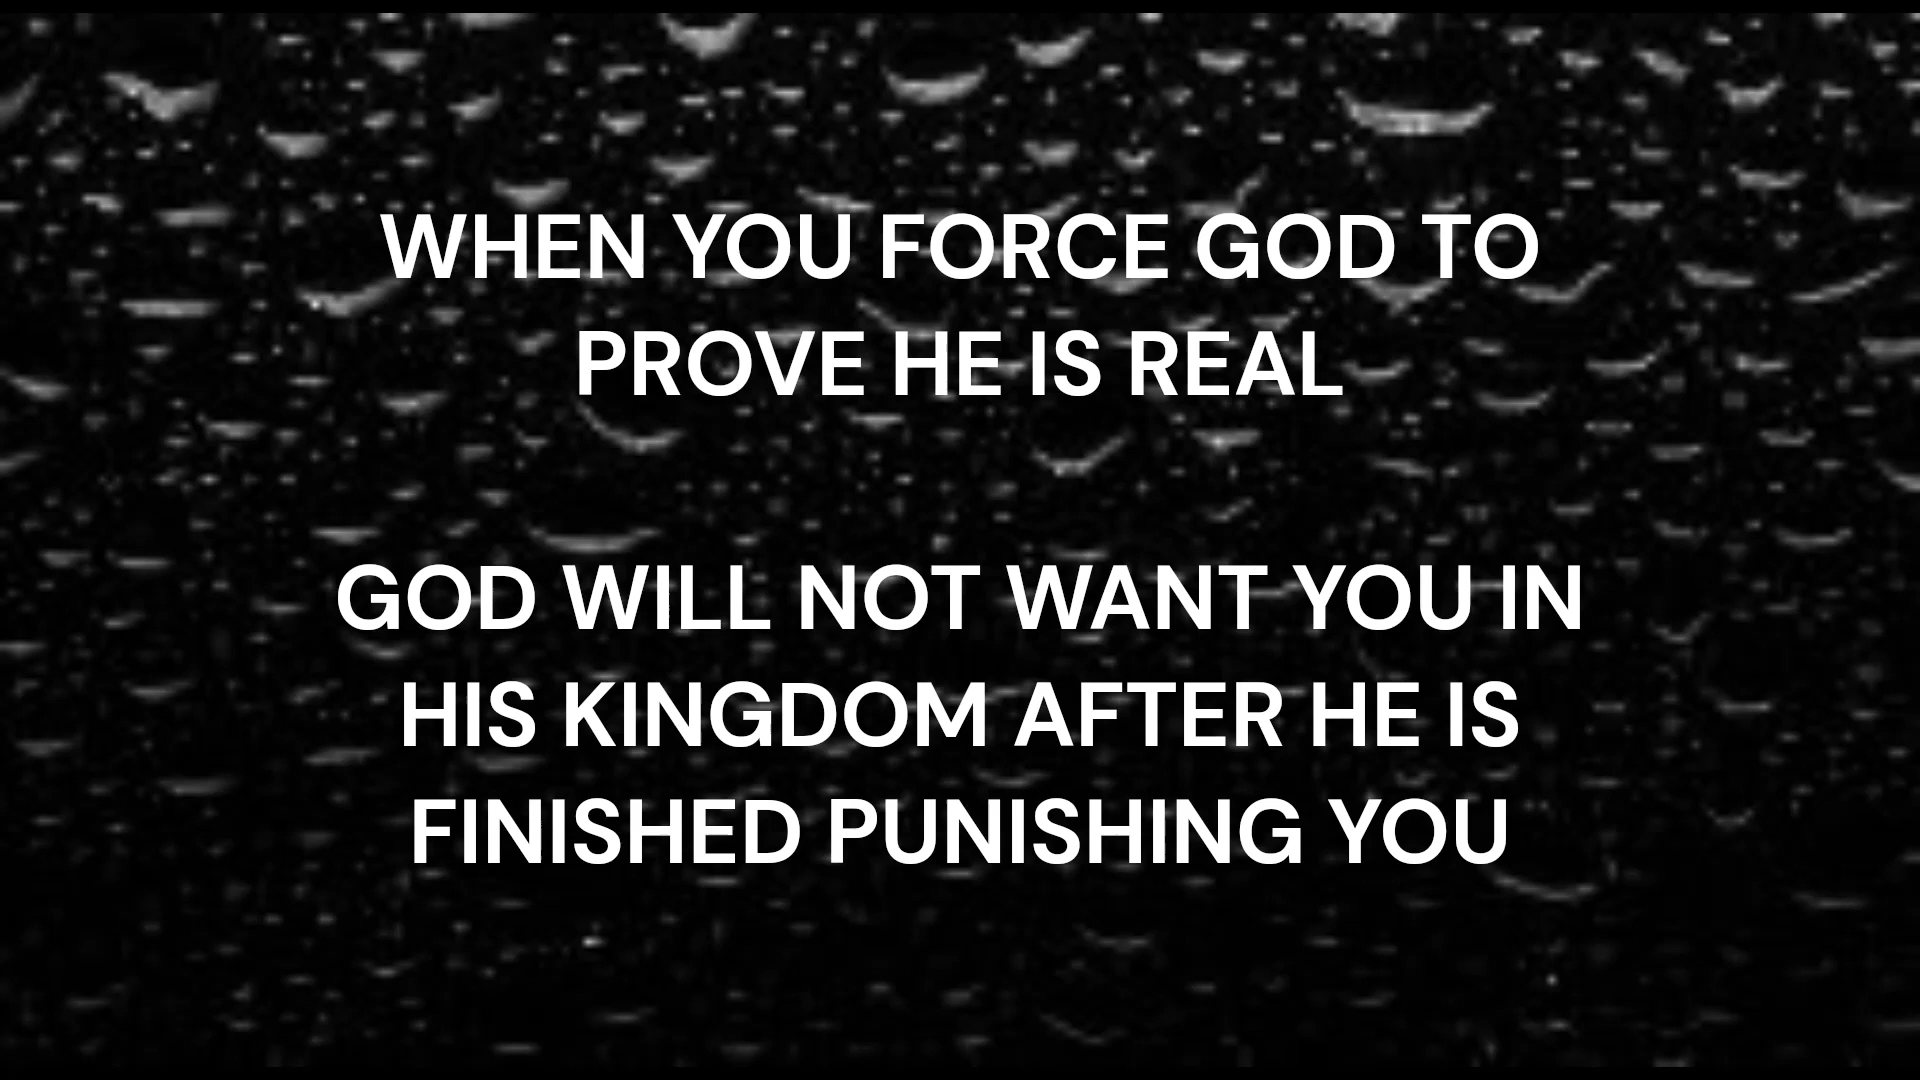 WHEN YOU FORCE GOD TO
PROVE HE IS REAL
GOD WILL NOT WANT YOU IN
HIS KINGDOM AFTER HE IS
FINISHED PUNISHING YOU